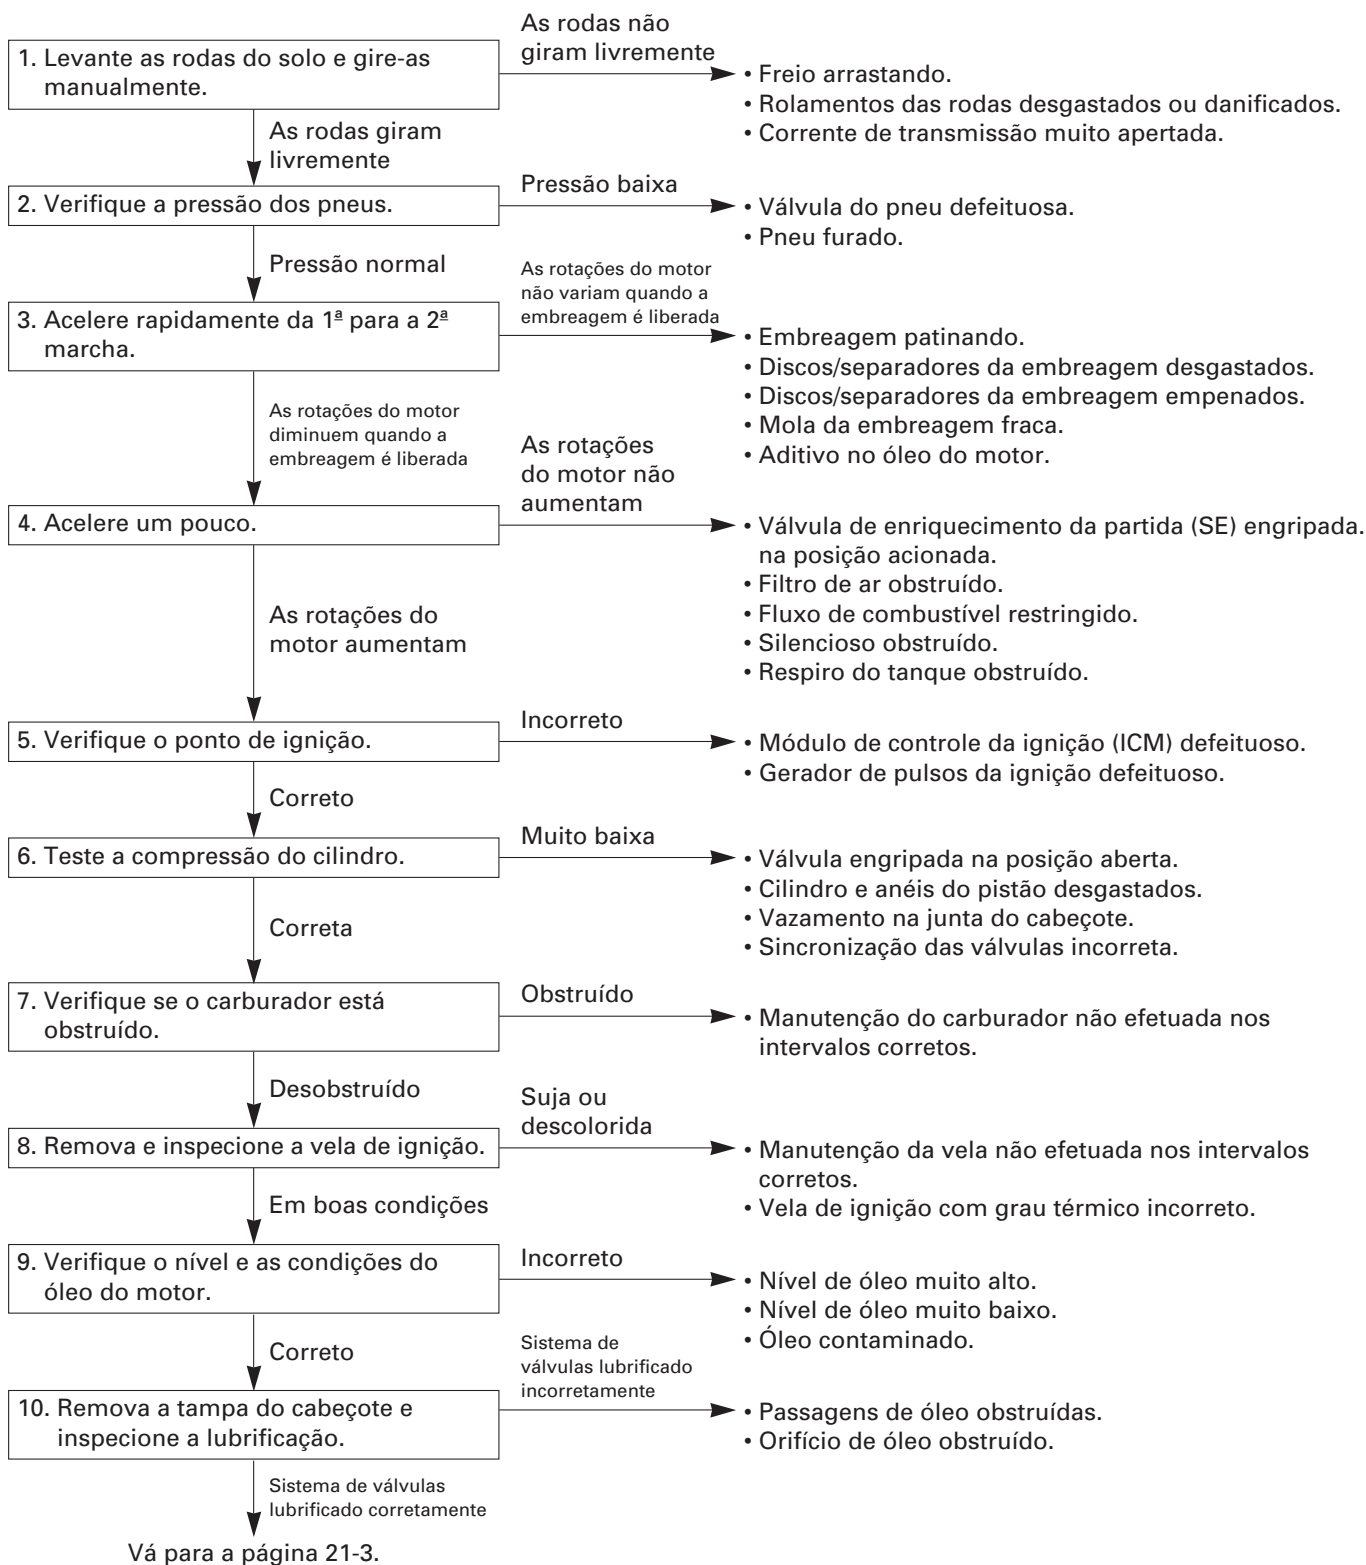 As rodas não
giram livremente
1. Levante as rodas do solo e gire-as
manualmente.
• Freio arrastando.
• Rolamentos das rodas desgastados ou danificados.
• Corrente de transmissão muito apertada.
As rodas giram
livremente
Pressão baixa
2. Verifique a pressão dos pneus.
• Válvula do pneu defeituosa.
• Pneu furado.
Pressão normal
As rotações do motor
não variam quando a
embreagem é liberada
3. Acelere rapidamente da 1ª para a 2ª
marcha.
• Embreagem patinando.
• Discos/separadores da embreagem desgastados.
• Discos/separadores da embreagem empenados.
• Mola da embreagem fraca.
• Aditivo no óleo do motor.
As rotações do motor
diminuem quando a
embreagem é liberada
As rotações
do motor não
aumentam
4. Acelere um pouco.
• Válvula de enriquecimento da partida (SE) engripada.
na posição acionada.
• Filtro de ar obstruído.
• Fluxo de combustível restringido.
• Silencioso obstruído.
• Respiro do tanque obstruído.
As rotações do
motor aumentam
Incorreto
5. Verifique o ponto de ignição.
• Módulo de controle da ignição (ICM) defeituoso.
• Gerador de pulsos da ignição defeituoso.
Correto
Muito baixa
6. Teste a compressão do cilindro.
• Válvula engripada na posição aberta.
• Cilindro e anéis do pistão desgastados.
• Vazamento na junta do cabeçote.
• Sincronização das válvulas incorreta.
Correta
Obstruído
7. Verifique se o carburador está
obstruído.
• Manutenção do carburador não efetuada nos
intervalos corretos.
Desobstruído
Suja ou
descolorida
8. Remova e inspecione a vela de ignição.
• Manutenção da vela não efetuada nos intervalos
corretos.
• Vela de ignição com grau térmico incorreto.
Em boas condições
Incorreto
9. Verifique o nível e as condições do
óleo do motor.
• Nível de óleo muito alto.
• Nível de óleo muito baixo.
• Óleo contaminado.
Correto
Sistema de
válvulas lubrificado
incorretamente
10. Remova a tampa do cabeçote e
inspecione a lubrificação.
• Passagens de óleo obstruídas.
• Orifício de óleo obstruído.
Sistema de válvulas
lubrificado corretamente
Vá para a página 21-3.